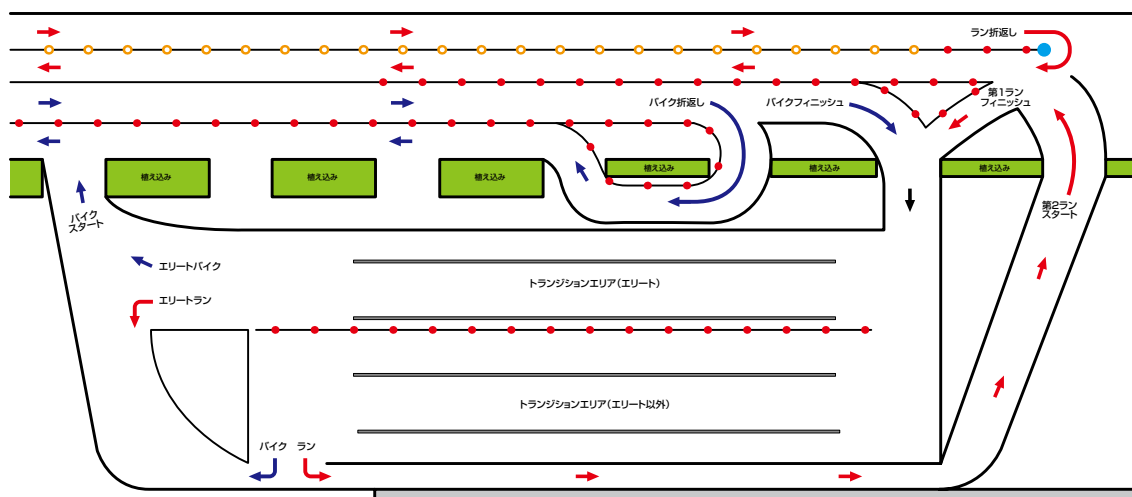 ラン折返し
バイク折返し
バイクフィニッシュ
第1ラン
フィニッシュ
植え込み
植え込み
植え込み
植え込み
植え込み
植え込み
バイク
スタート
第2ラン
スタート
エリートバイク
エリートラン
トランジションエリア(エリート)
トランジションエリア(エリート以外)
バイク
ラン